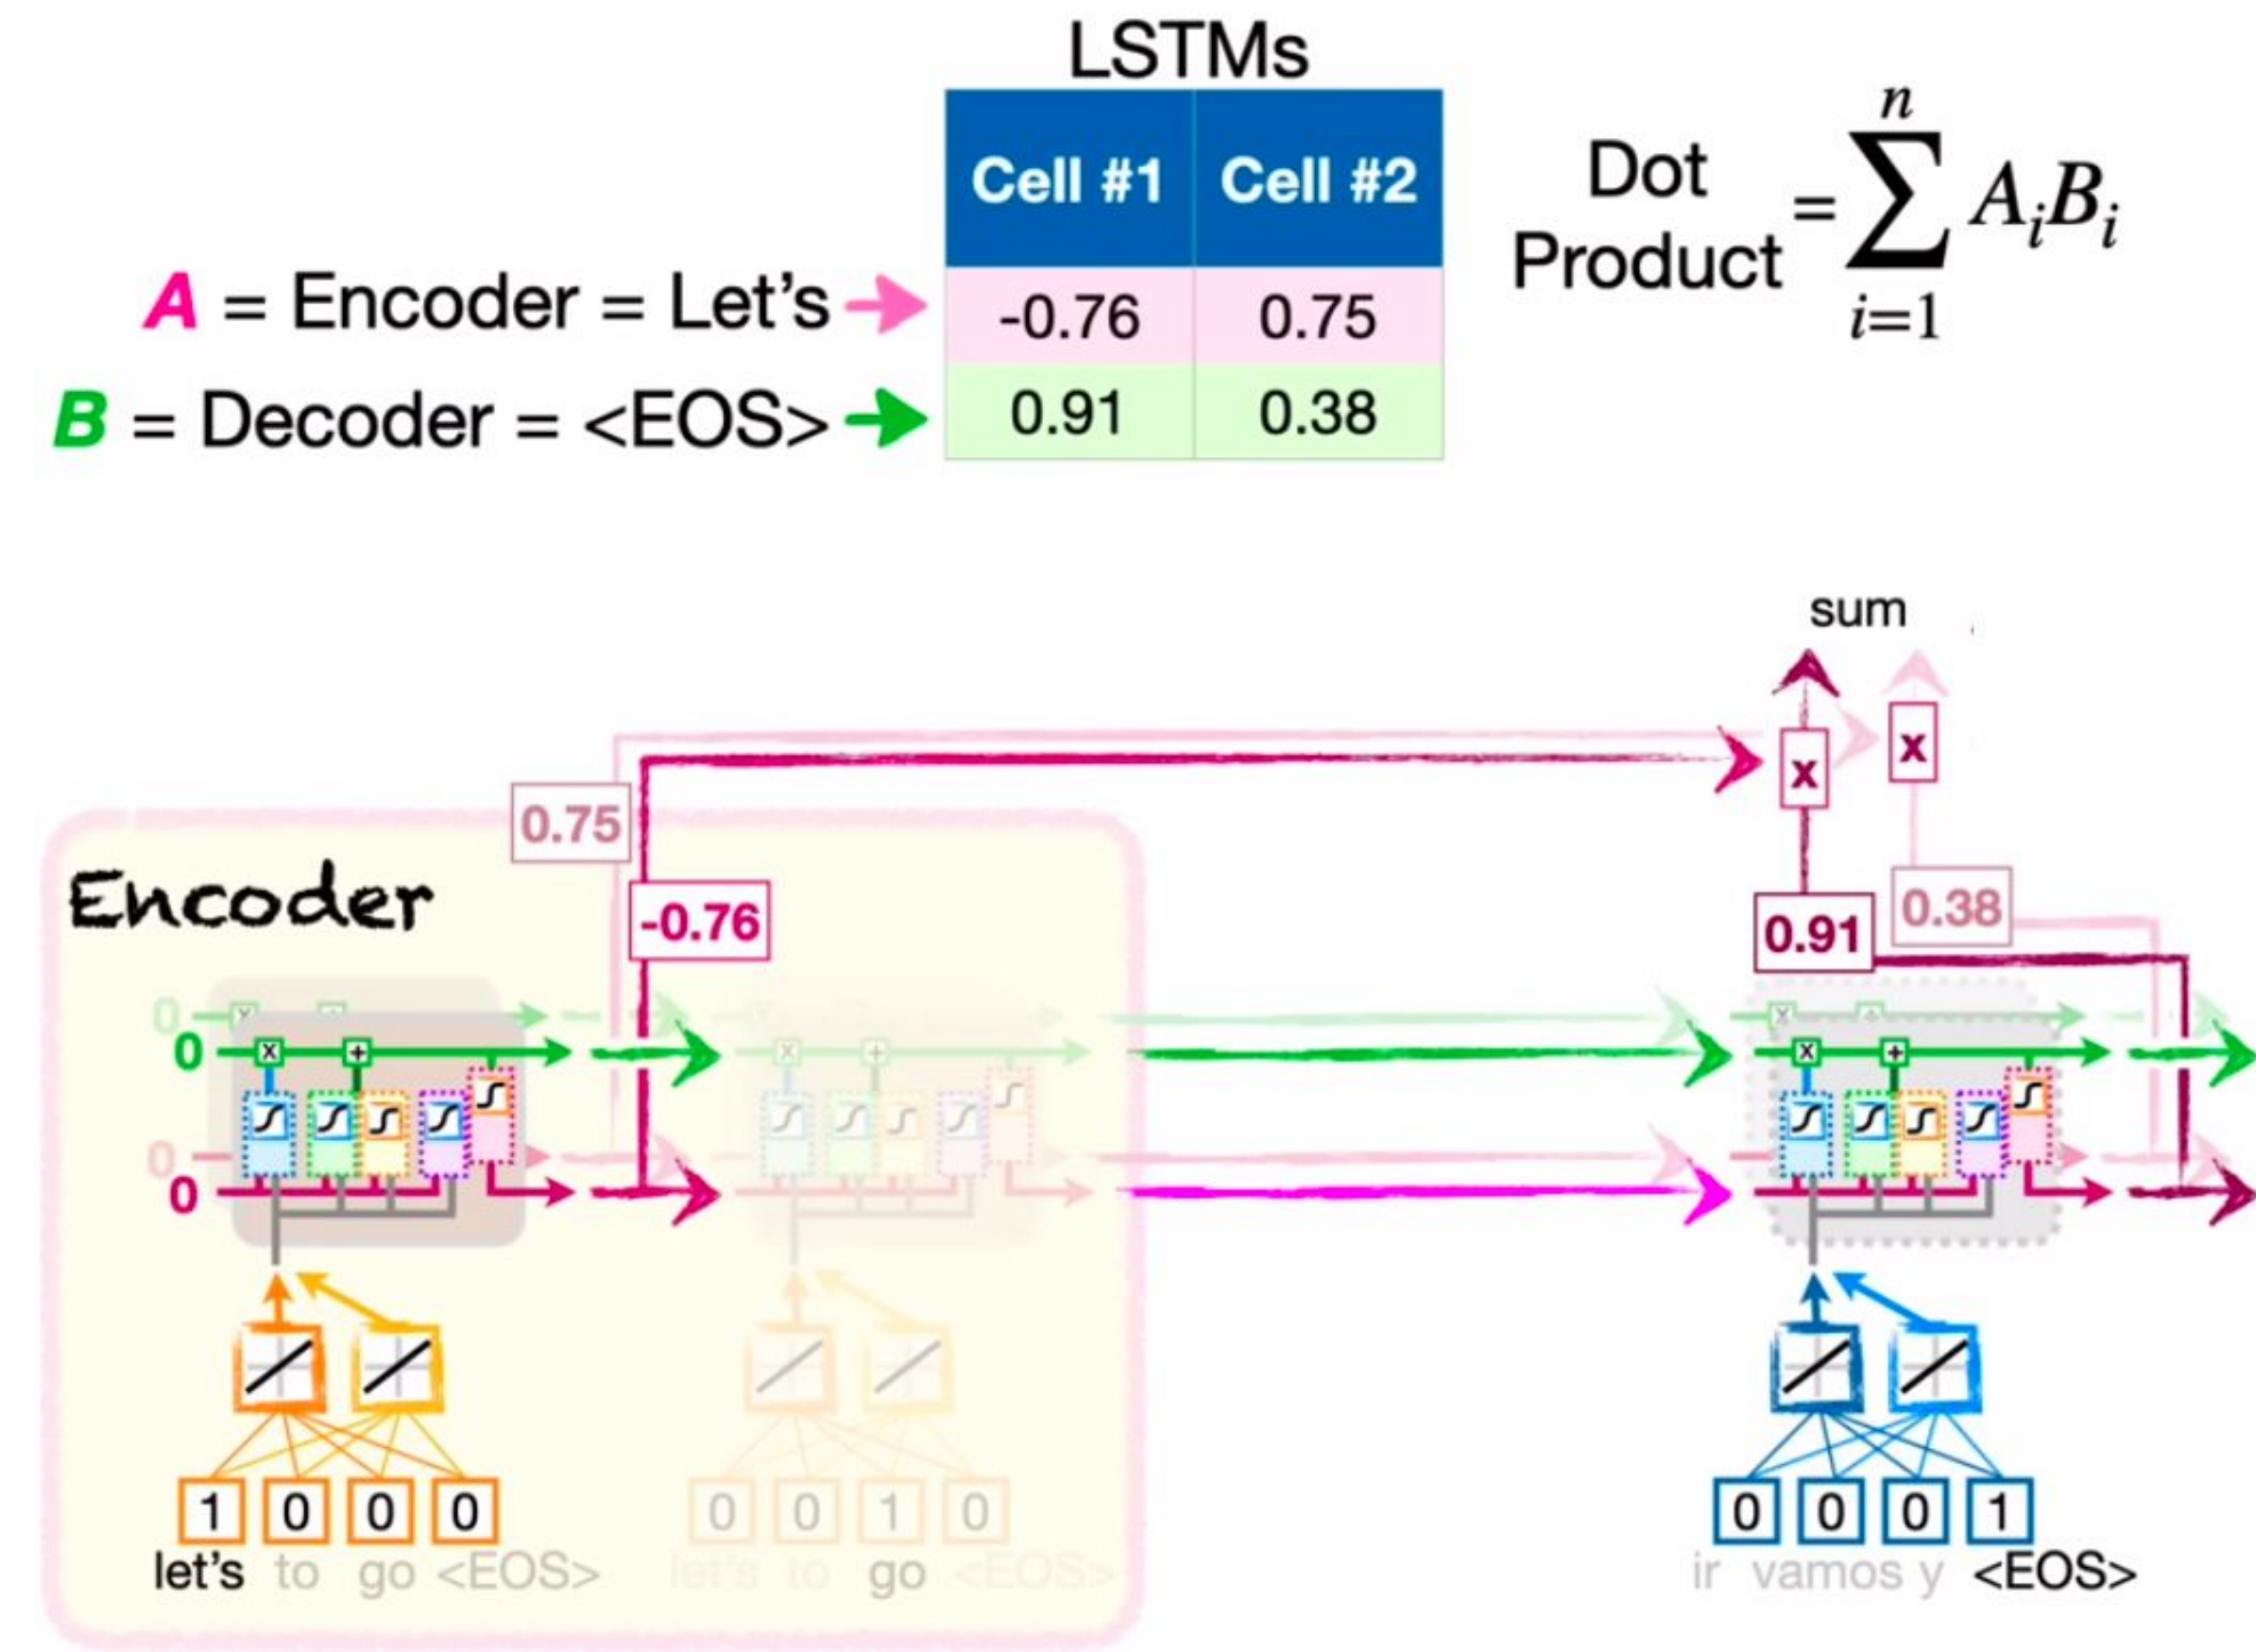 LSTMs
Cell #1 Cell #2
A = Encoder = Let's -0.76 0.75
B = Decoder = <EOS> 0.91 0.38
Dot
Product
= n ∑ i=1 AᵢBᵢ
sum
x x
0.75
-0.76
Encoder
0.91 0.38
0
0
x +
x +
x +
0
0
1 0 0 0
let's to go <EOS>
0 0 1 0
let's to go <EOS>
0 0 0 1
ir vamos y <EOS>